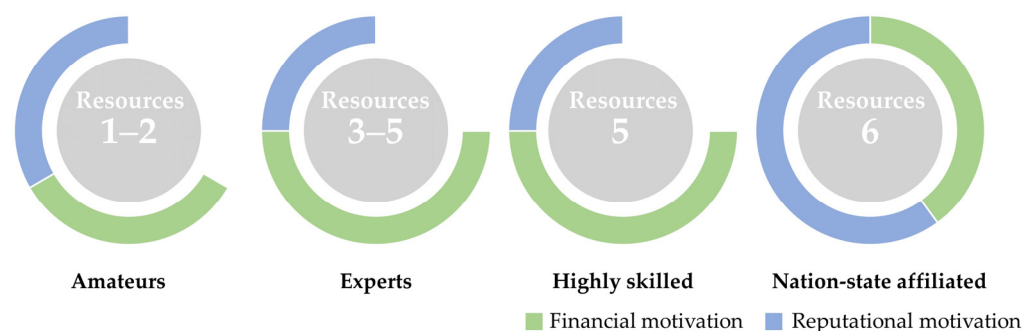 Resources
1–2
Resources
3–5
Resources
5
Resources
6
Amateurs
Experts
Highly skilled
Nation-state affiliated
Financial motivation
Reputational motivation